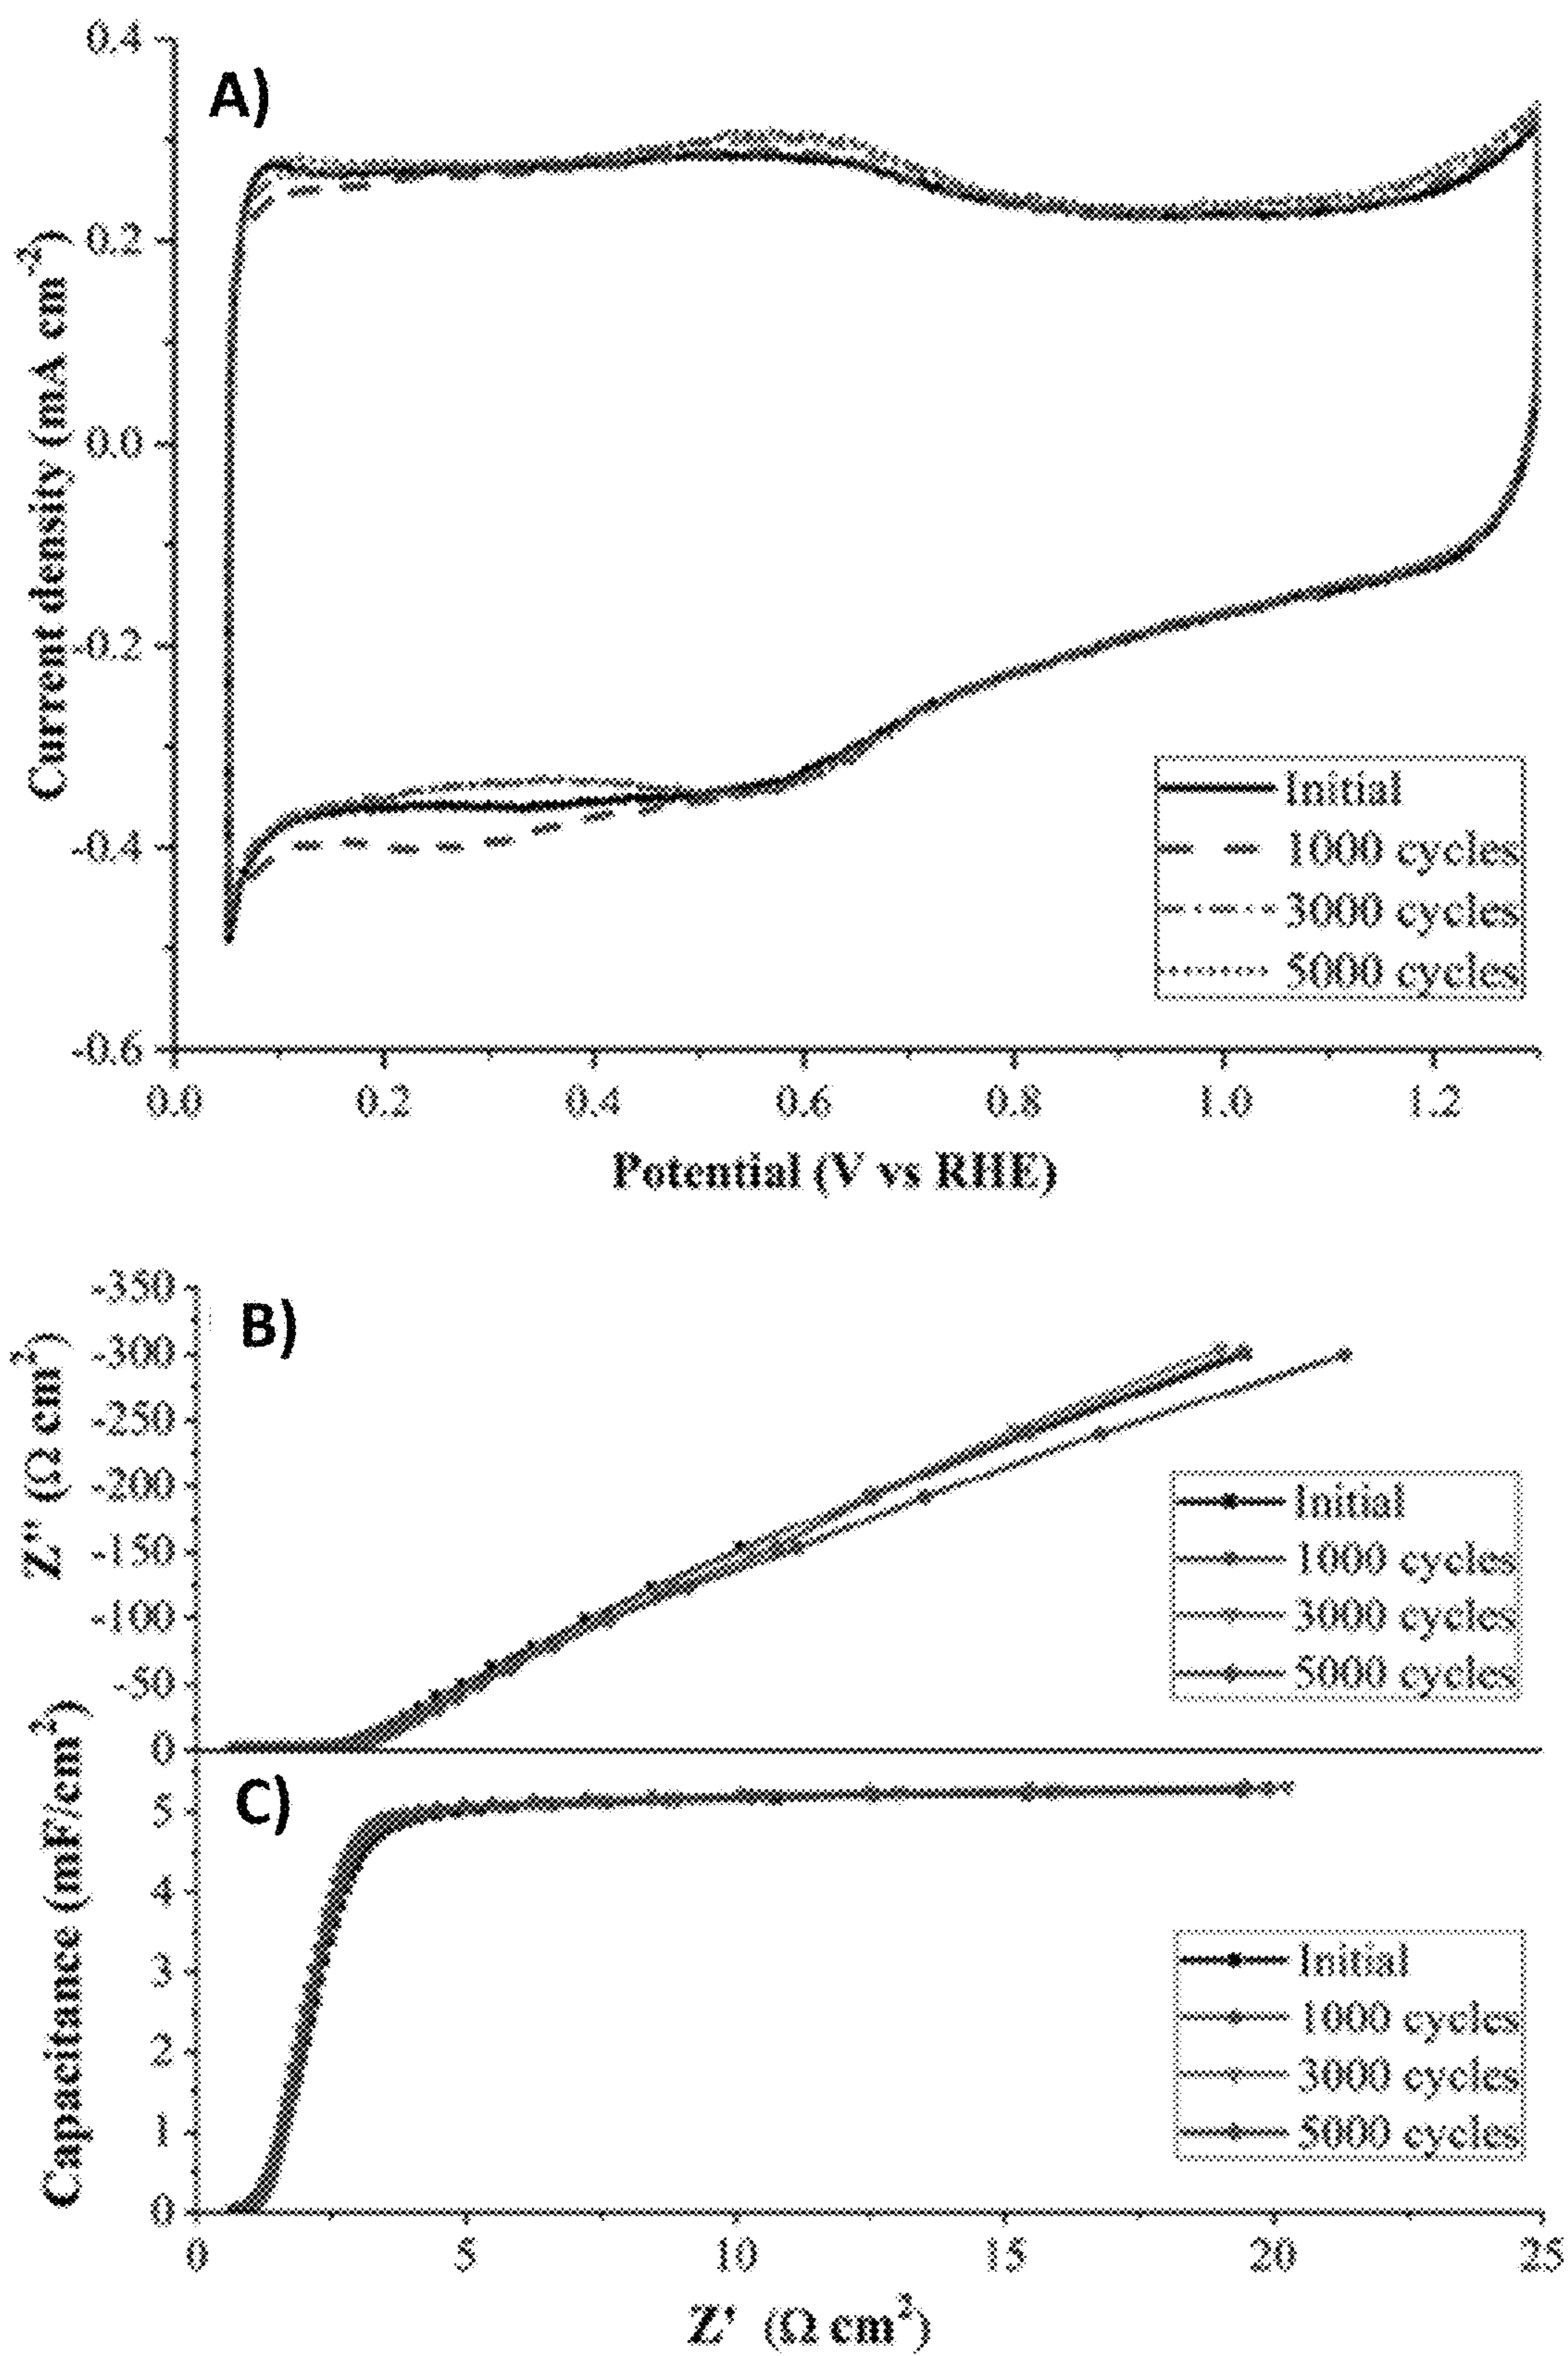 A)
Current density (mA cm-2)
0.4
0.2
0.0
-0.2
-0.4
-0.6
Initial
1000 cycles
3000 cycles
5000 cycles
0.0 0.2 0.4 0.6 0.8 1.0 1.2
Potential (V vs RHE)
B)
Z" (Ω cm2)
-350
-300
-250
-200
-150
-100
-50
0
Initial
1000 cycles
3000 cycles
5000 cycles
C)
Capacitance (mF/cm2)
5
4
3
2
1
0
Initial
1000 cycles
3000 cycles
5000 cycles
0 5 10 15 20 25
Z' (Ω cm2)